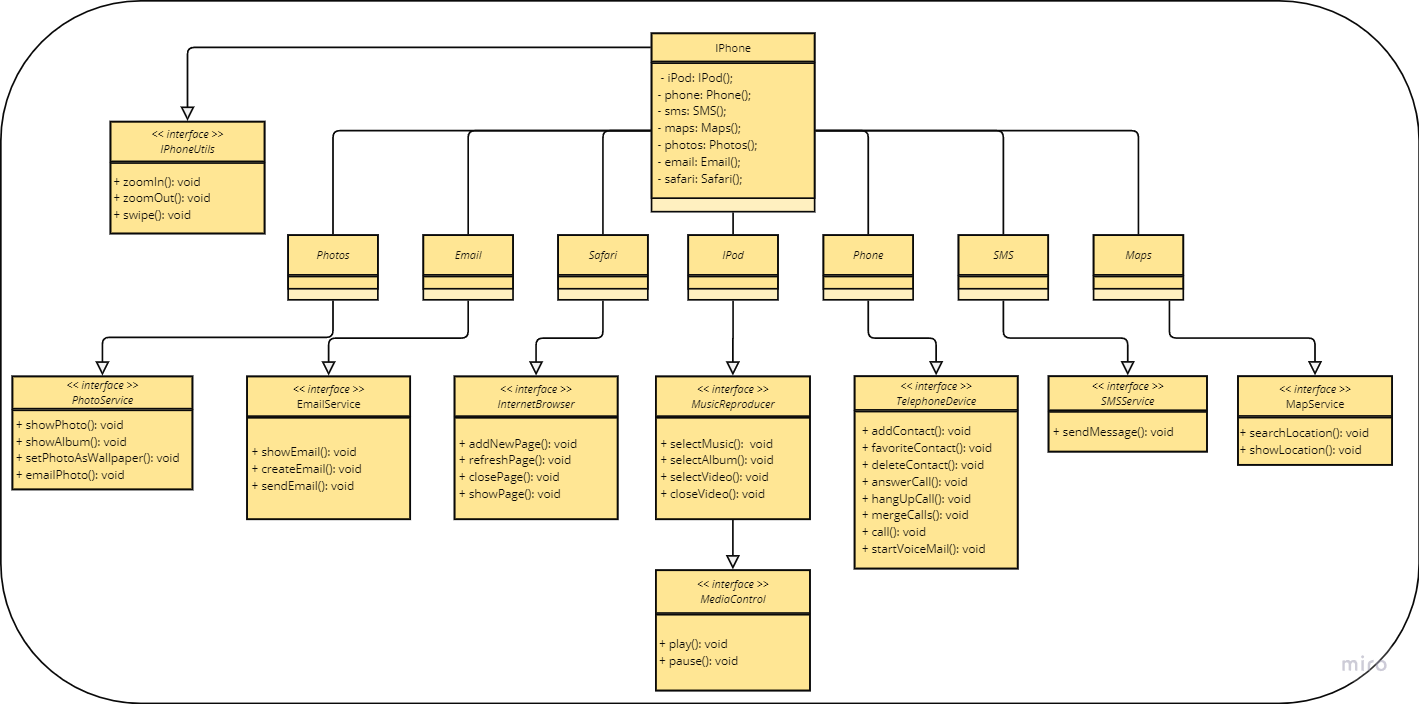 IPhone
- iPod: IPod();
- phone: Phone();
- sms: SMS();
- maps: Maps();
- photos: Photos();
- email: Email();
- safari: Safari();
<< interface >>
IPhoneUtils
+ zoomIn(): void
+ zoomOut(): void
+ swipe(): void
Photos
Email
Safari
IPod
Phone
SMS
Maps
<< interface >>
PhotoService
+ showPhoto(): void
+ showAlbum(): void
+ setPhotoAsWallpaper(): void
+ emailPhoto(): void
<< interface >>
EmailService
+ showEmail(): void
+ createEmail(): void
+ sendEmail(): void
<< interface >>
InternetBrowser
+ addNewPage(): void
+ refreshPage(): void
+ closePage(): void
+ showPage(): void
<< interface >>
MusicReproducer
+ selectMusic():  void
+ selectAlbum(): void
+ selectVideo(): void
+ closeVideo(): void
<< interface >>
TelephoneDevice
+ addContact(): void
+ favoriteContact(): void
+ deleteContact(): void
+ answerCall(): void
+ hangUpCall(): void
+ mergeCalls(): void
+ call(): void
+ startVoiceMail(): void
<< interface >>
SMSService
+ sendMessage(): void
<< interface >>
MapService
+ searchLocation(): void
+ showLocation(): void
<< interface >>
MediaControl
+ play(): void
+ pause(): void
miro